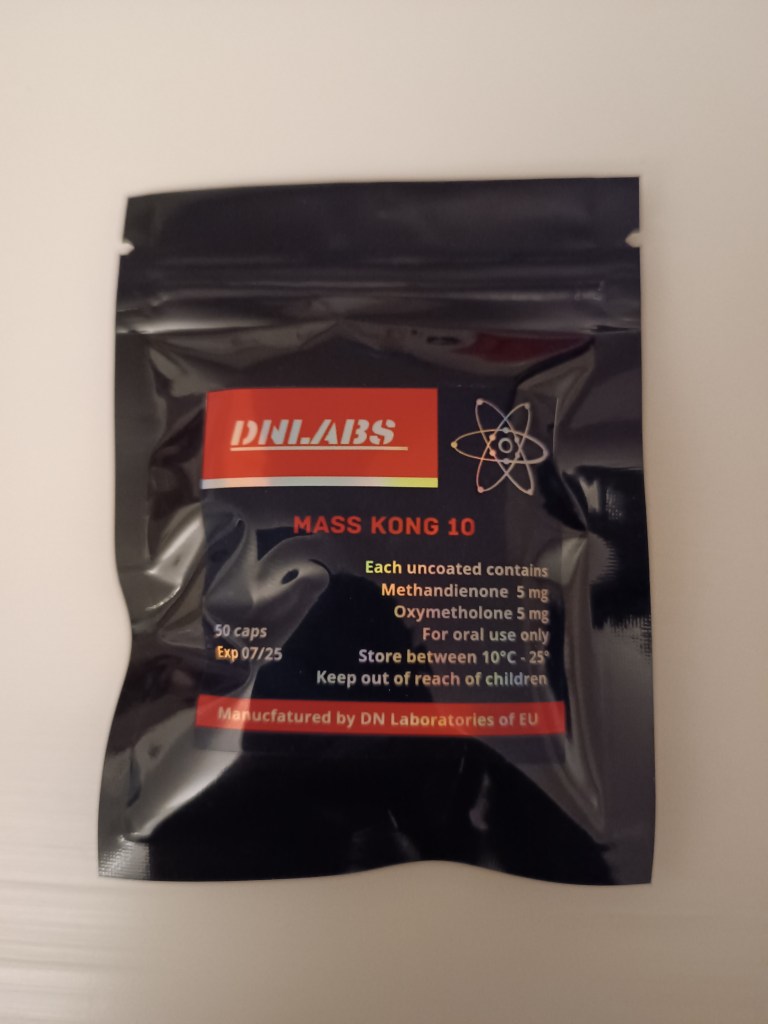 DNLABS
MASS KONG 10
Each uncoated contains
Methandienone 5 mg
Oxymetholone 5 mg
50 caps
For oral use only
Exp 07/25
Store between 10°C - 25°
Keep out of reach of children
Manucfatured by DN Laboratories of EU